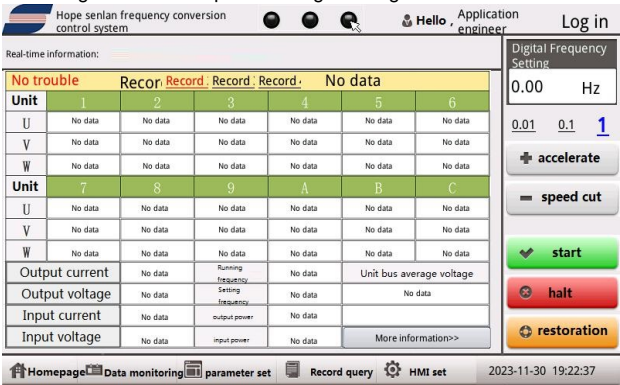 Hope senlan frequency conversion
control system
Hello , Application
engineer
Log in
Real-time information:
No trouble Recor Record : Record : Record No data
Unit 1 2 3 4 5 6
U No data No data No data No data No data No data
V No data No data No data No data No data No data
W No data No data No data No data No data No data
Unit 7 8 9 A B C
U No data No data No data No data No data No data
V No data No data No data No data No data No data
W No data No data No data No data No data No data
Output current No data Running frequency No data Unit bus average voltage
Output voltage No data Setting frequency No data No data
Input current No data output power No data
Input voltage No data input power No data More information>>
Digital Frequency
Setting
0.00 Hz
0.01 0.1 1
accelerate
speed cut
start
halt
restoration
Homepage Data monitoring parameter set Record query HMI set 2023-11-30 19:22:37